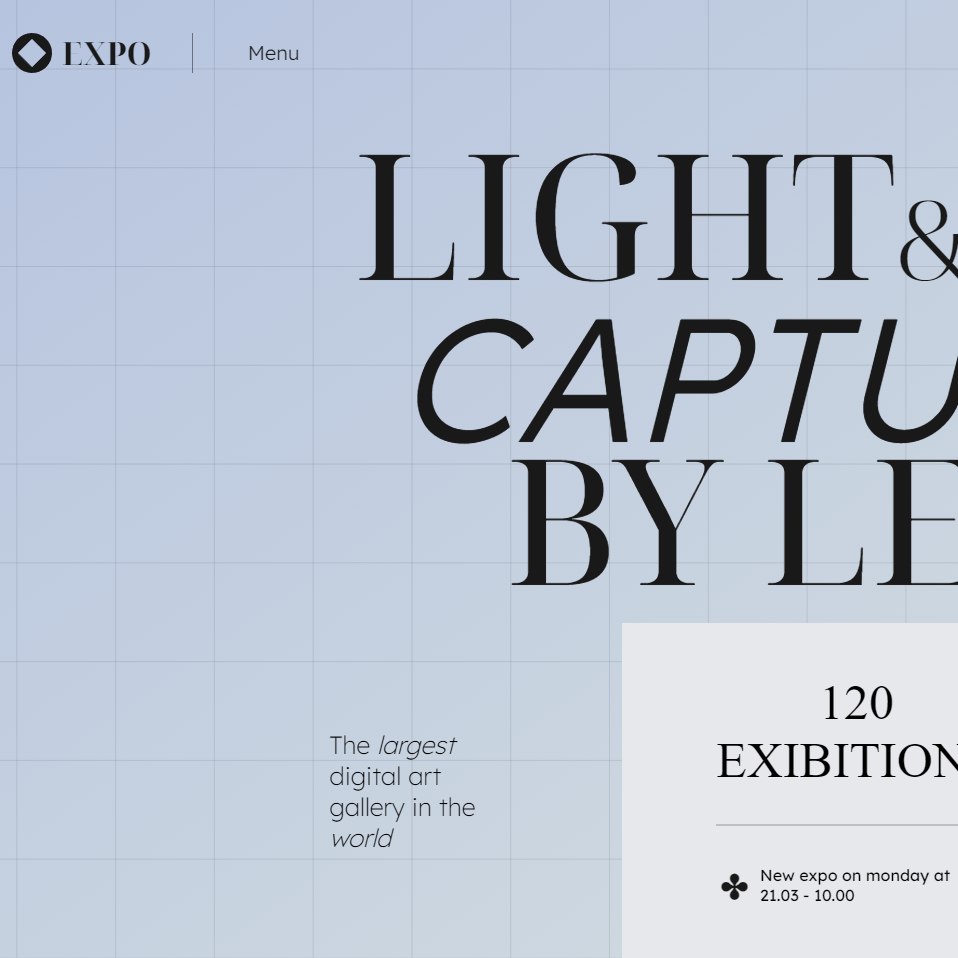 EXPO
Menu
LIGHT &
CAPTU
BY LE
The largest
digital art
gallery in the
world
120
EXIBITION
New expo on monday at
21.03 - 10.00